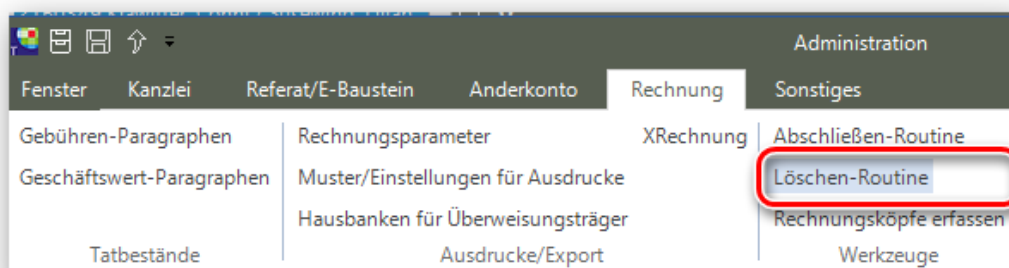 Administration
Fenster Kanzlei Referat/E-Baustein Anderkonto Rechnung Sonstiges
Gebühren-Paragraphen Rechnungsparameter XRechnung Abschließen-Routine
Geschäftswert-Paragraphen Muster/Einstellungen für Ausdrucke Löschen-Routine
Hausbanken für Überweisungsträger Rechnungsköpfe erfassen
Tatbestände Ausdrucke/Export Werkzeuge